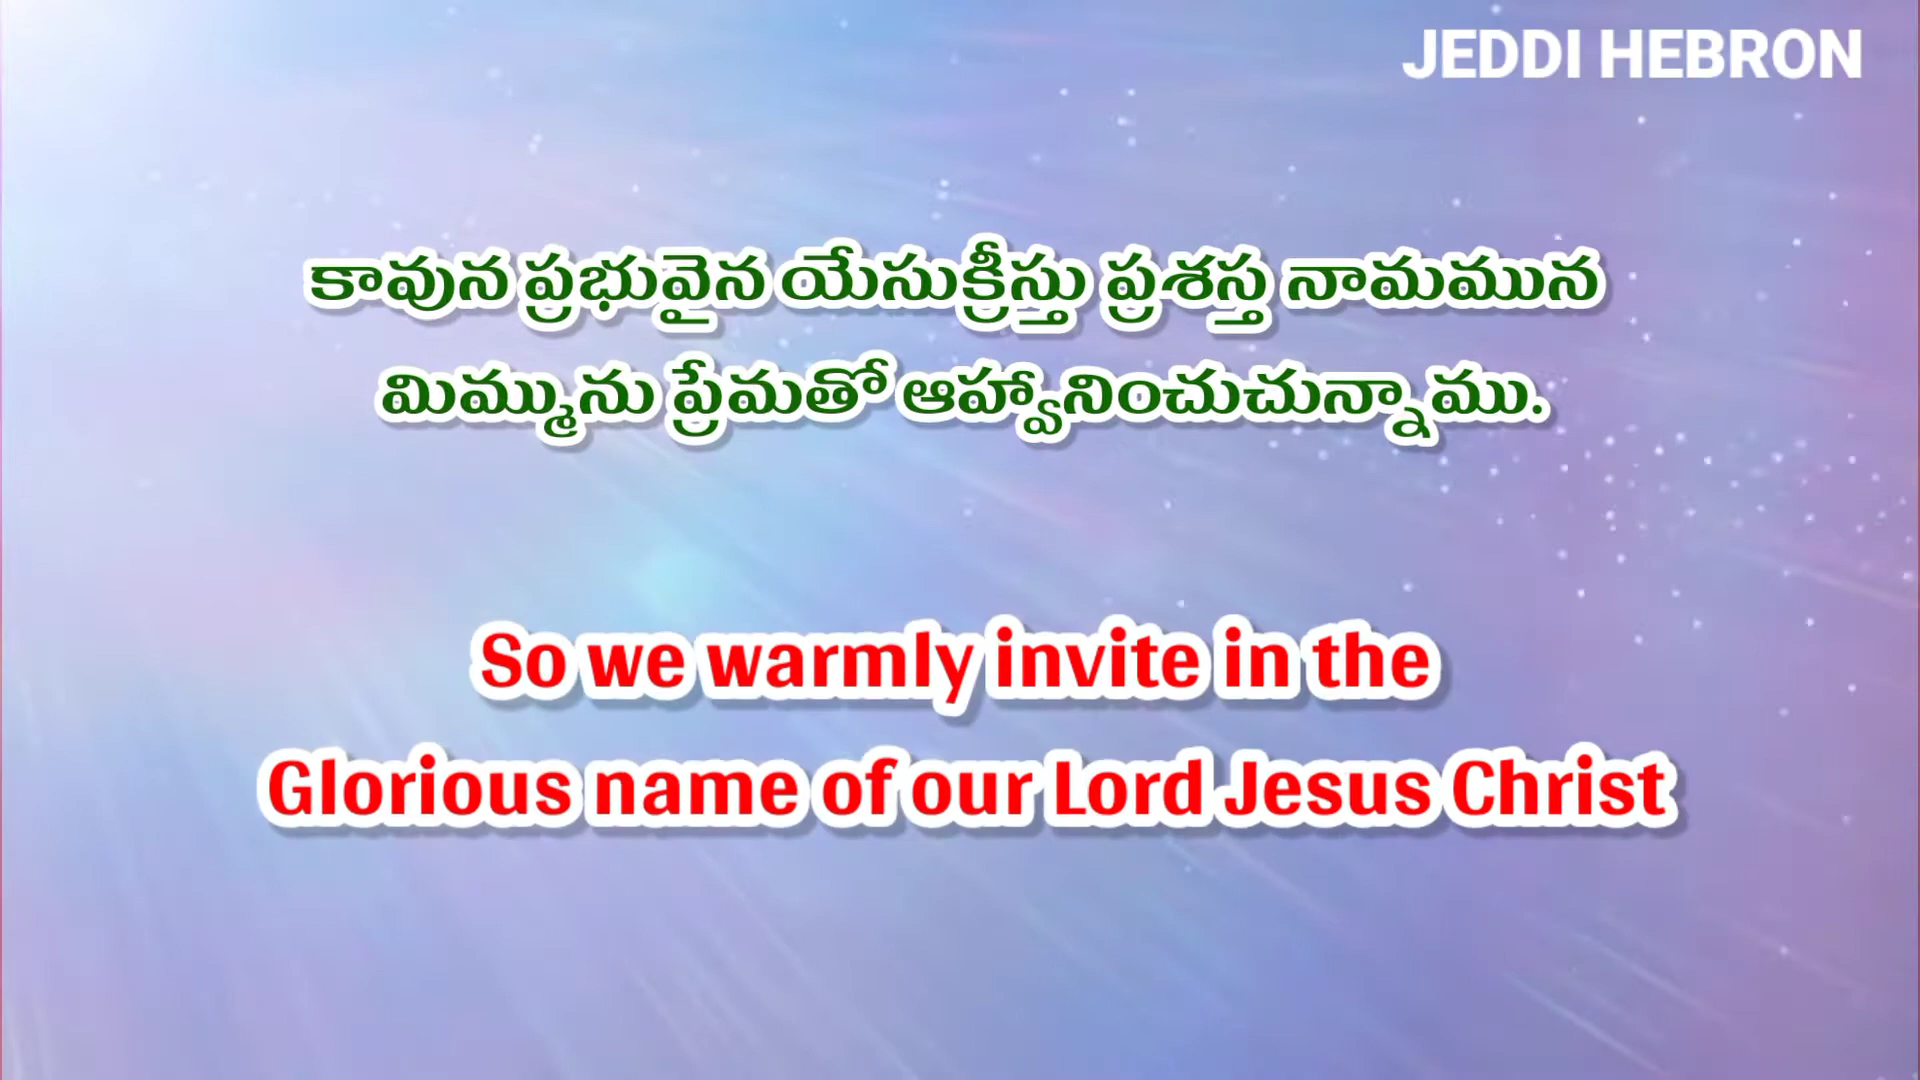 JEDDI HEBRON
కావున ప్రభువైన యేసుక్రీస్తు ప్రశస్త నామమున
మిమ్మును ప్రేమతో ఆహ్వానించుచున్నాము.
So we warmly invite in the
Glorious name of our Lord Jesus Christ